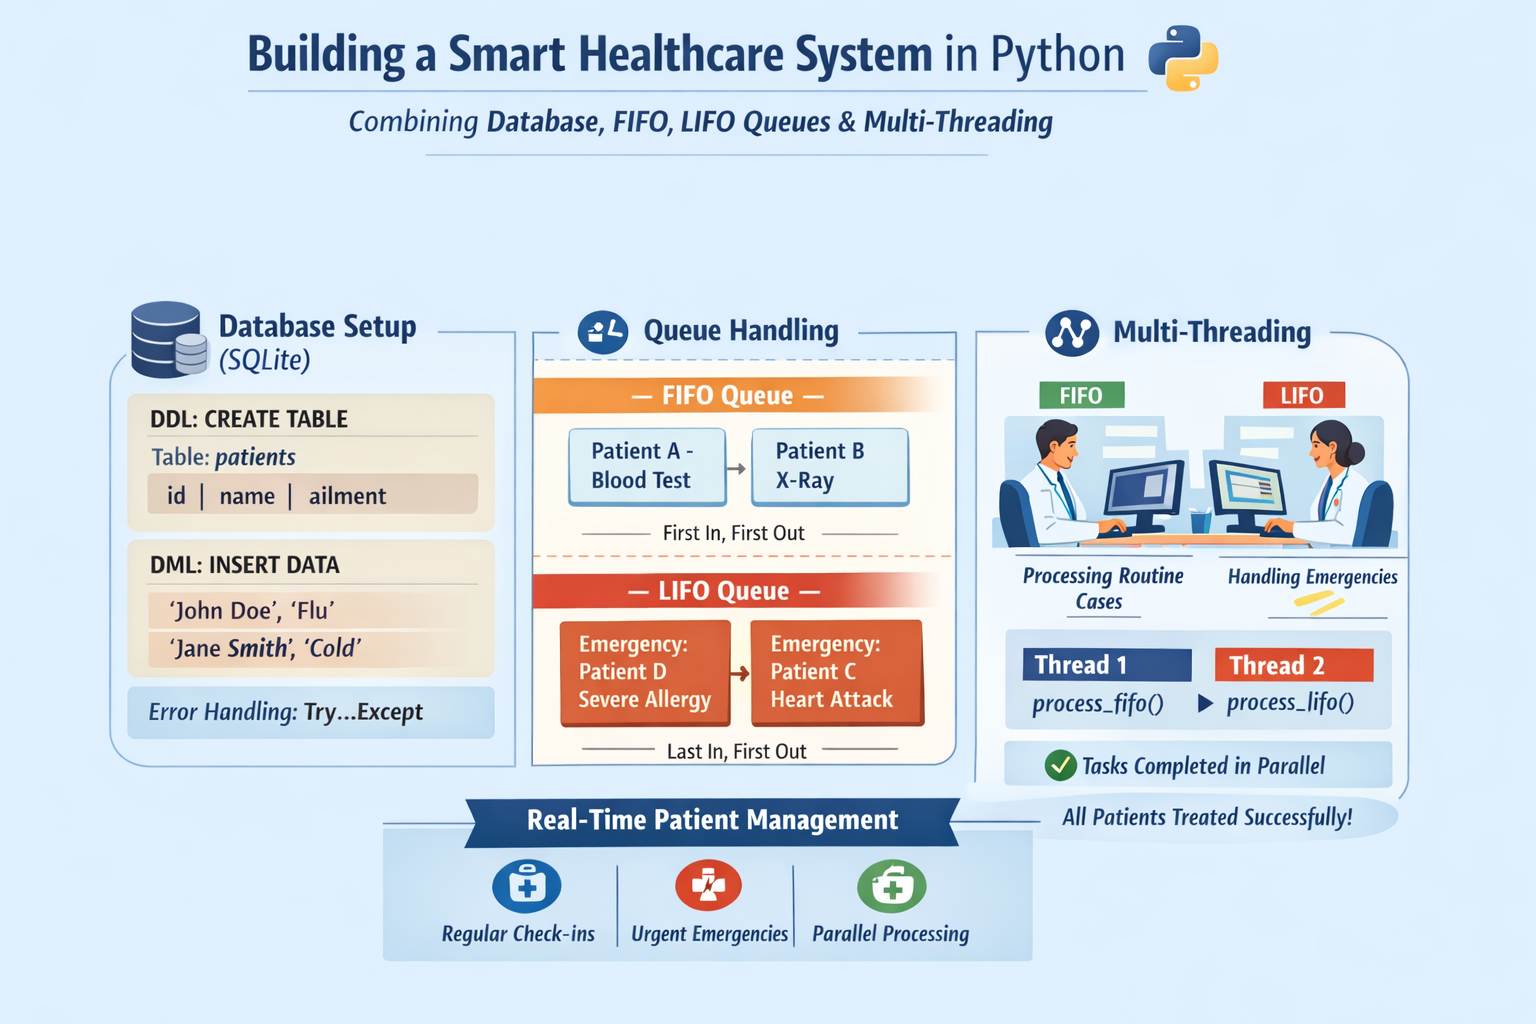 Building a Smart Healthcare System in Python
Combining Database, FIFO, LIFO Queues & Multi-Threading
Database Setup
(SQLite)
DDL: CREATE TABLE
Table: patients
id | name | ailment
DML: INSERT DATA
‘John Doe’, ‘Flu’
‘Jane Smith’, ‘Cold’
Error Handling: Try...Except
Queue Handling
— FIFO Queue —
Patient A -
Blood Test
Patient B
X-Ray
First In, First Out
— LIFO Queue —
Emergency:
Patient D
Severe Allergy
Emergency:
Patient C
Heart Attack
Last In, First Out
Multi-Threading
FIFO
LIFO
Processing Routine
Cases
Handling Emergencies
Thread 1
process_fifo()
Thread 2
process_lifo()
Tasks Completed in Parallel
All Patients Treated Successfully!
Real-Time Patient Management
Regular Check-ins
Urgent Emergencies
Parallel Processing